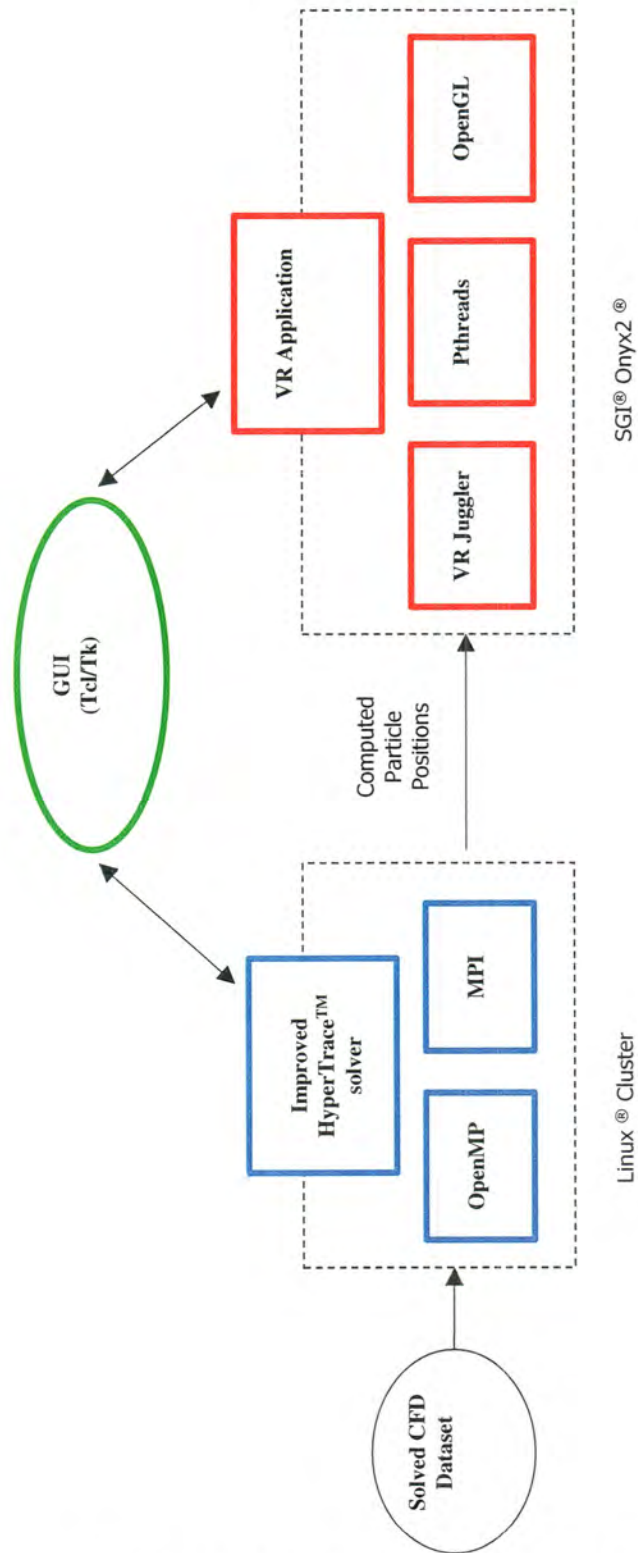 GUI
(Tcl/Tk)
Improved
HyperTrace™
solver
VR Application
Solved CFD
Dataset
OpenMP
MPI
Computed
Particle
Positions
VR Juggler
Pthreads
OpenGL
Linux ® Cluster
SGI® Onyx2 ®